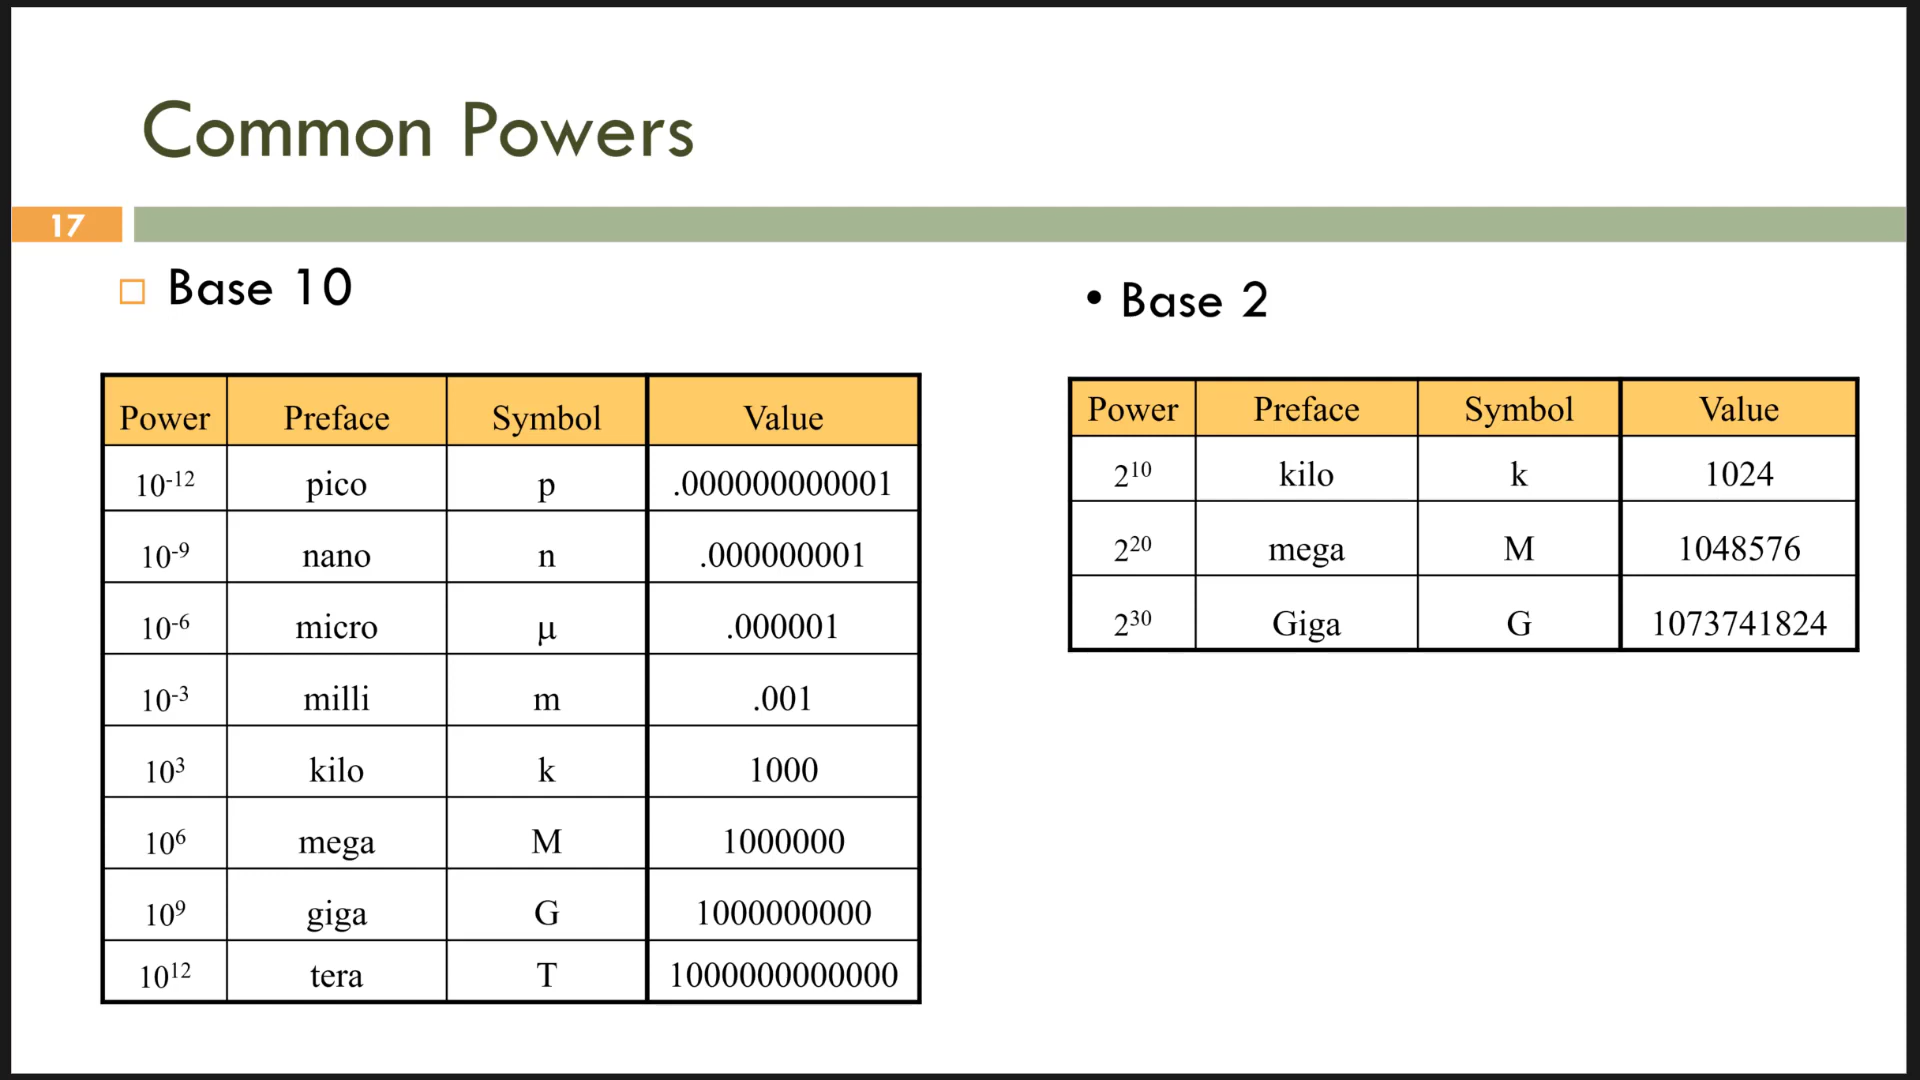 Common Powers
17
Base 10
Power Preface Symbol Value
10⁻¹² pico p .000000000001
10⁻⁹ nano n .000000001
10⁻⁶ micro µ .000001
10⁻³ milli m .001
10³ kilo k 1000
10⁶ mega M 1000000
10⁹ giga G 1000000000
10¹² tera T 1000000000000
• Base 2
Power Preface Symbol Value
2¹⁰ kilo k 1024
2²⁰ mega M 1048576
2³⁰ Giga G 1073741824